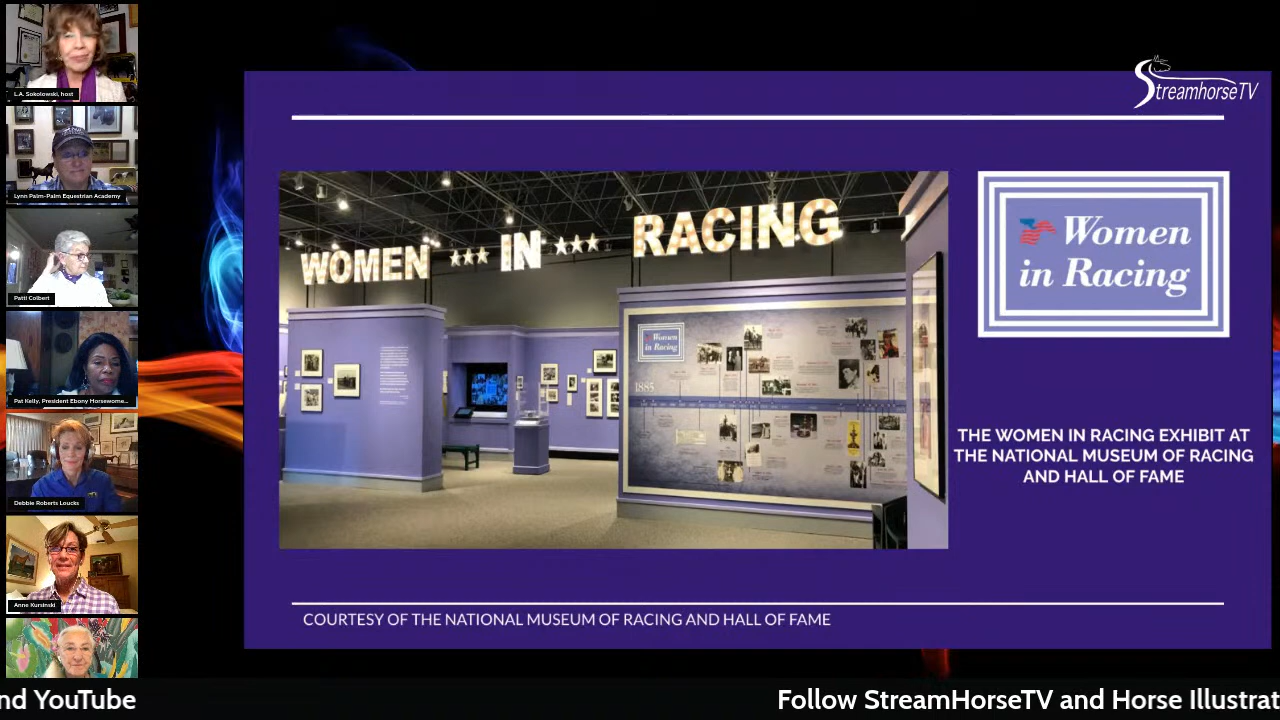 L.A. Sokolowski, host
Lynn Palm-Palm Equestrian Academy
Patti Colbert
Pat Kelly, President Ebony Horsewome...
Debbie Roberts Loucks
Anne Kursinski
StreamhorseTV
WOMEN *** IN *** RACING
Women
in Racing
1885
Women
in Racing
THE WOMEN IN RACING EXHIBIT AT
THE NATIONAL MUSEUM OF RACING
AND HALL OF FAME
COURTESY OF THE NATIONAL MUSEUM OF RACING AND HALL OF FAME
nd YouTube
Follow StreamHorseTV and Horse Illustrat